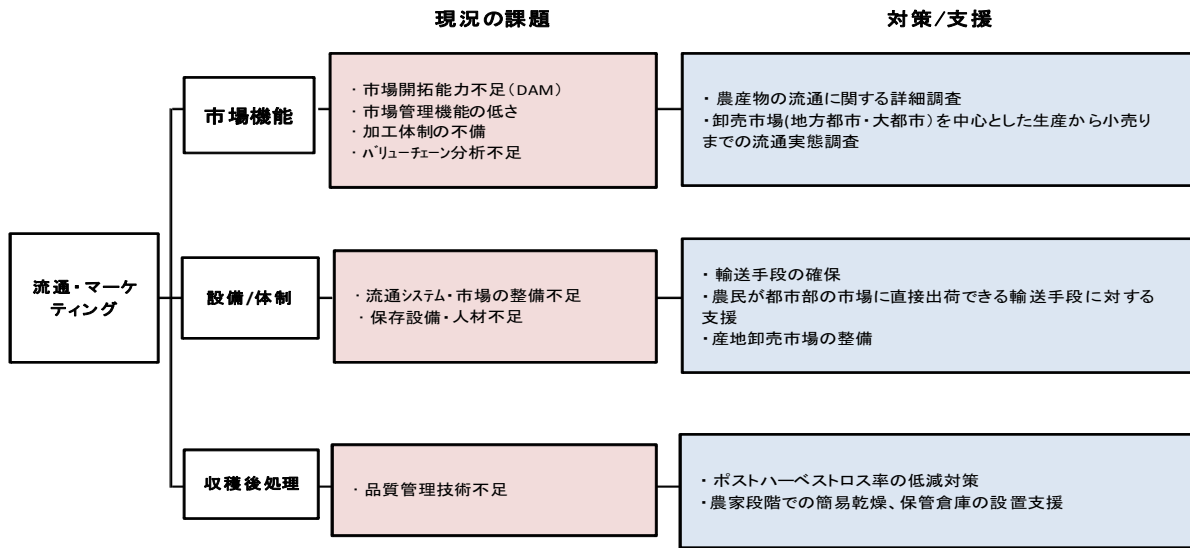 現況の課題
対策/支援
流通・マーケ
ティング
市場機能
・市場開拓能力不足(DAM)
・市場管理機能の低さ
・加工体制の不備
・バリューチェーン分析不足
・農産物の流通に関する詳細調査
・卸売市場(地方都市・大都市)を中心とした生産から小売り
までの流通実態調査
設備/体制
・流通システム・市場の整備不足
・保存設備・人材不足
・輸送手段の確保
・農民が都市部の市場に直接出荷できる輸送手段に対する
支援
・産地卸売市場の整備
収穫後処理
・品質管理技術不足
・ポストハーベストロス率の低減対策
・農家段階での簡易乾燥、保管倉庫の設置支援